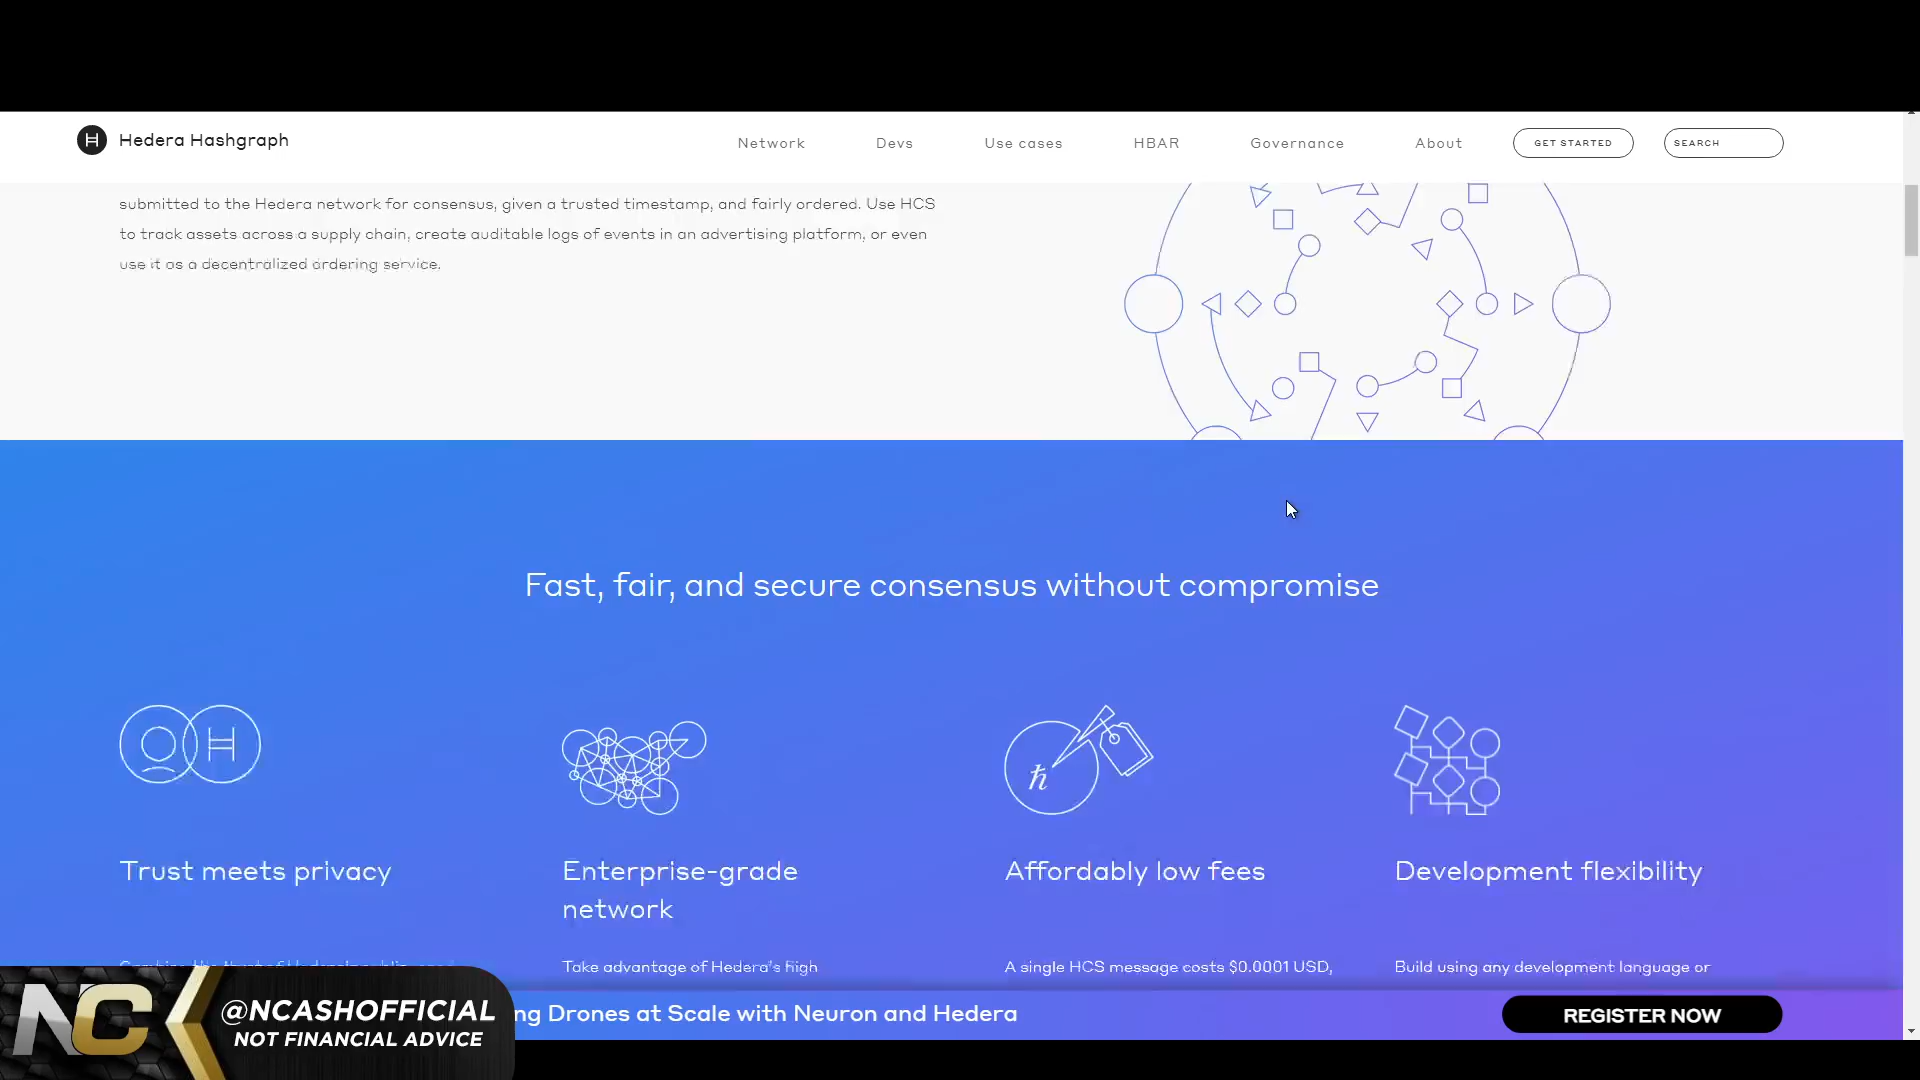 Hedera Hashgraph
Network
Devs
Use cases
HBAR
Governance
About
GET STARTED
SEARCH
submitted to the Hedera network for consensus, given a trusted timestamp, and fairly ordered. Use HCS
to track assets across a supply chain, create auditable logs of events in an advertising platform, or even
use it as a decentralized ordering service.
Fast, fair, and secure consensus without compromise
H
ħ
Trust meets privacy
Enterprise-grade
network
Affordably low fees
Development flexibility
Take advantage of Hedera's high
A single HCS message costs $0.0001 USD,
Build using any development language or
ng Drones at Scale with Neuron and Hedera
REGISTER NOW
NC
@NCASHOFFICIAL
NOT FINANCIAL ADVICE